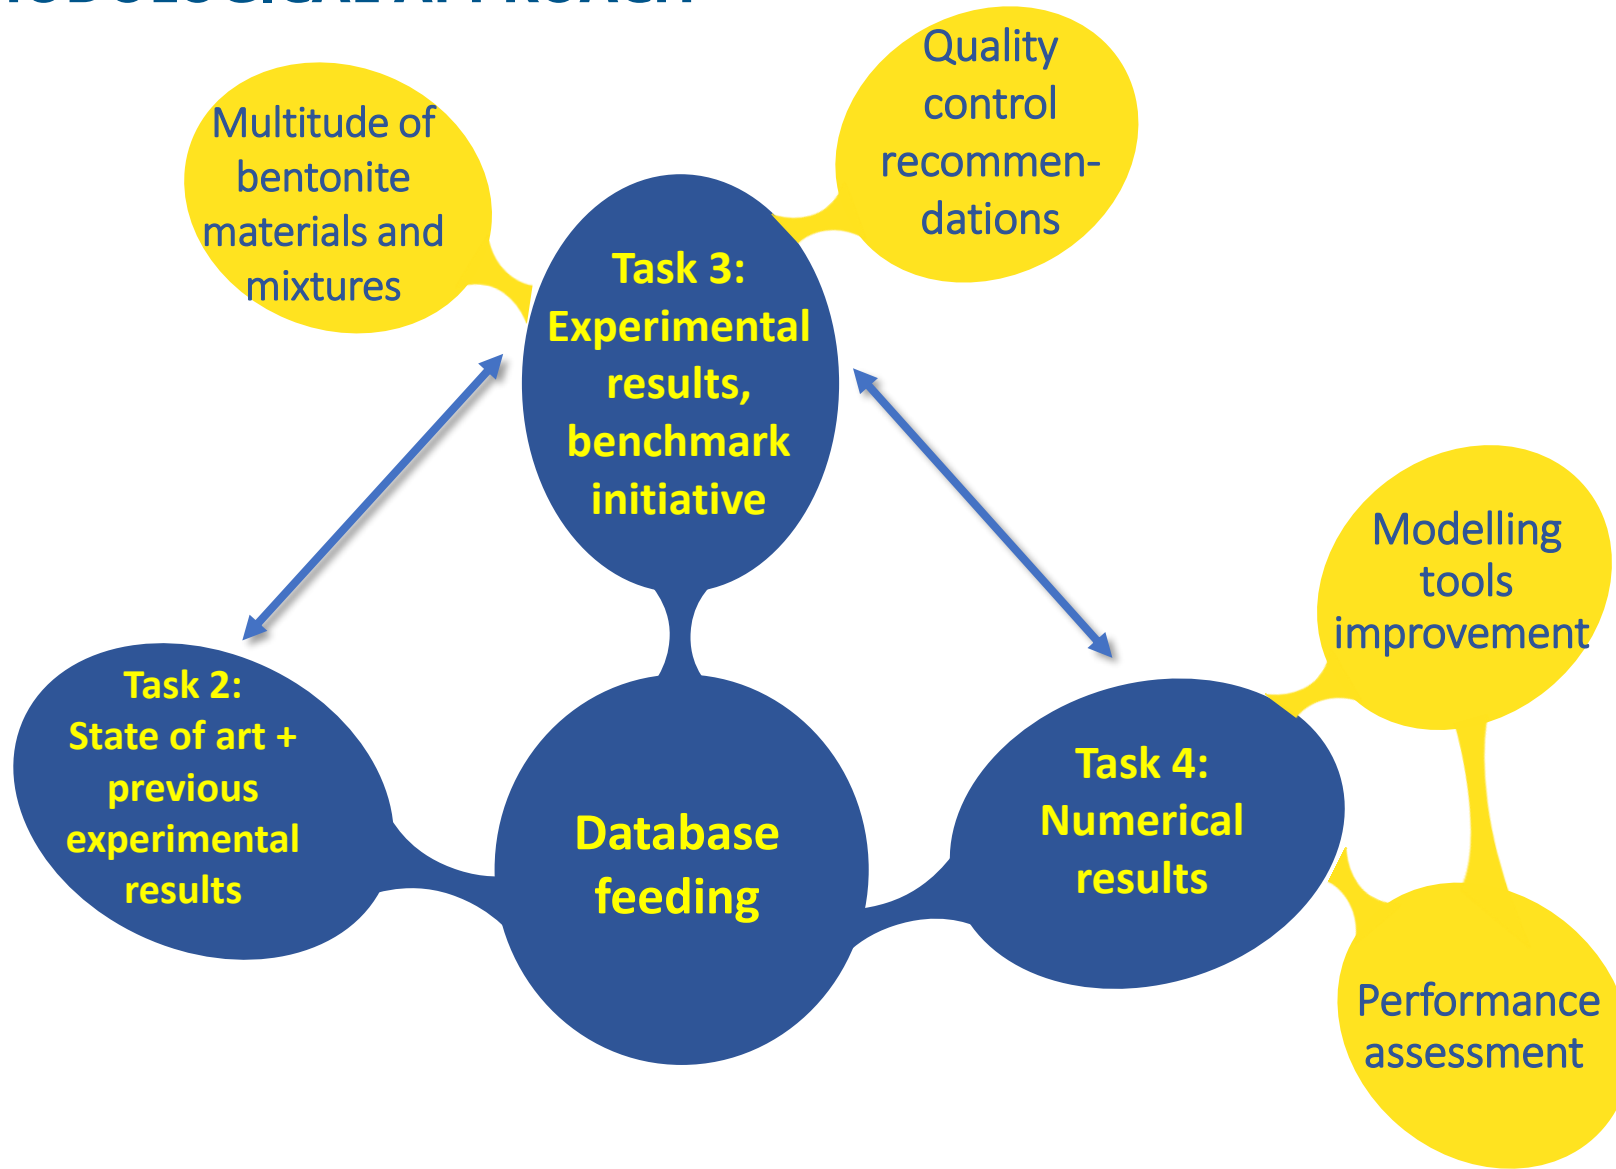 Quality
control
recommen-
dations
Multitude of
bentonite
materials and
mixtures
Task 3:
Experimental
results,
benchmark
initiative
Modelling
tools
improvement
Task 2:
State of art +
previous
experimental
results
Database
feeding
Task 4:
Numerical
results
Performance
assessment